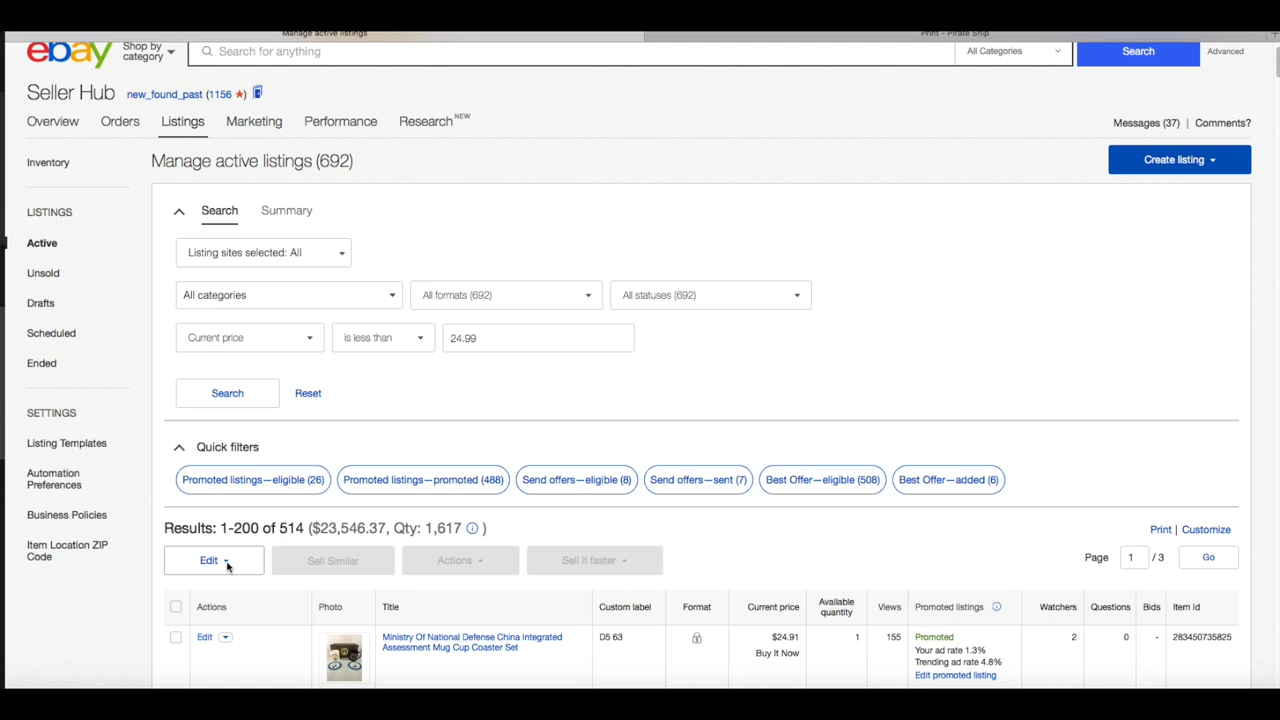 Manage active listings
Print - Pirate Ship
ebay
Shop by category
Search for anything
All Categories
Search
Advanced
Seller Hub
new_found_past (1156 ★)
Overview
Orders
Listings
Marketing
Performance
Research NEW
Messages (37) | Comments?
Inventory
Manage active listings (692)
Create listing
LISTINGS
Active
Unsold
Drafts
Scheduled
Ended
SETTINGS
Listing Templates
Automation
Preferences
Business Policies
Item Location ZIP
Code
Search
Summary
Listing sites selected: All
All categories
All formats (692)
All statuses (692)
Current price
is less than
24.99
Search
Reset
Quick filters
Promoted listings—eligible (26)
Promoted listings—promoted (488)
Send offers—eligible (8)
Send offers—sent (7)
Best Offer—eligible (508)
Best Offer—added (6)
Results: 1-200 of 514 ($23,546.37, Qty: 1,617 )
Print | Customize
Edit
Sell Similar
Actions
Sell it faster
Page 1 / 3 Go
Actions
Photo
Title
Custom label
Format
Current price
Available
quantity
Views
Promoted listings
Watchers
Questions
Bids
Item Id
Edit
Ministry Of National Defense China Integrated
Assessment Mug Cup Coaster Set
D5 63
$24.91
Buy It Now
1
155
Promoted
Your ad rate 1.3%
Trending ad rate 4.8%
Edit promoted listing
2
0
-
283450735825